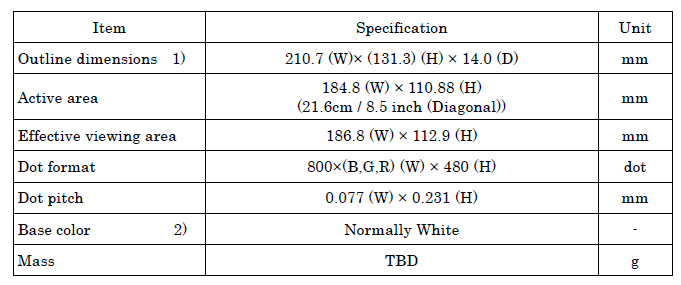 Item Specification Unit
Outline dimensions 1) 210.7 (W)× (131.3) (H) × 14.0 (D) mm
Active area 184.8 (W) × 110.88 (H) mm
(21.6cm / 8.5 inch (Diagonal))
Effective viewing area 186.8 (W) × 112.9 (H) mm
Dot format 800×(B,G,R) (W) × 480 (H) dot
Dot pitch 0.077 (W) × 0.231 (H) mm
Base color 2) Normally White -
Mass TBD g